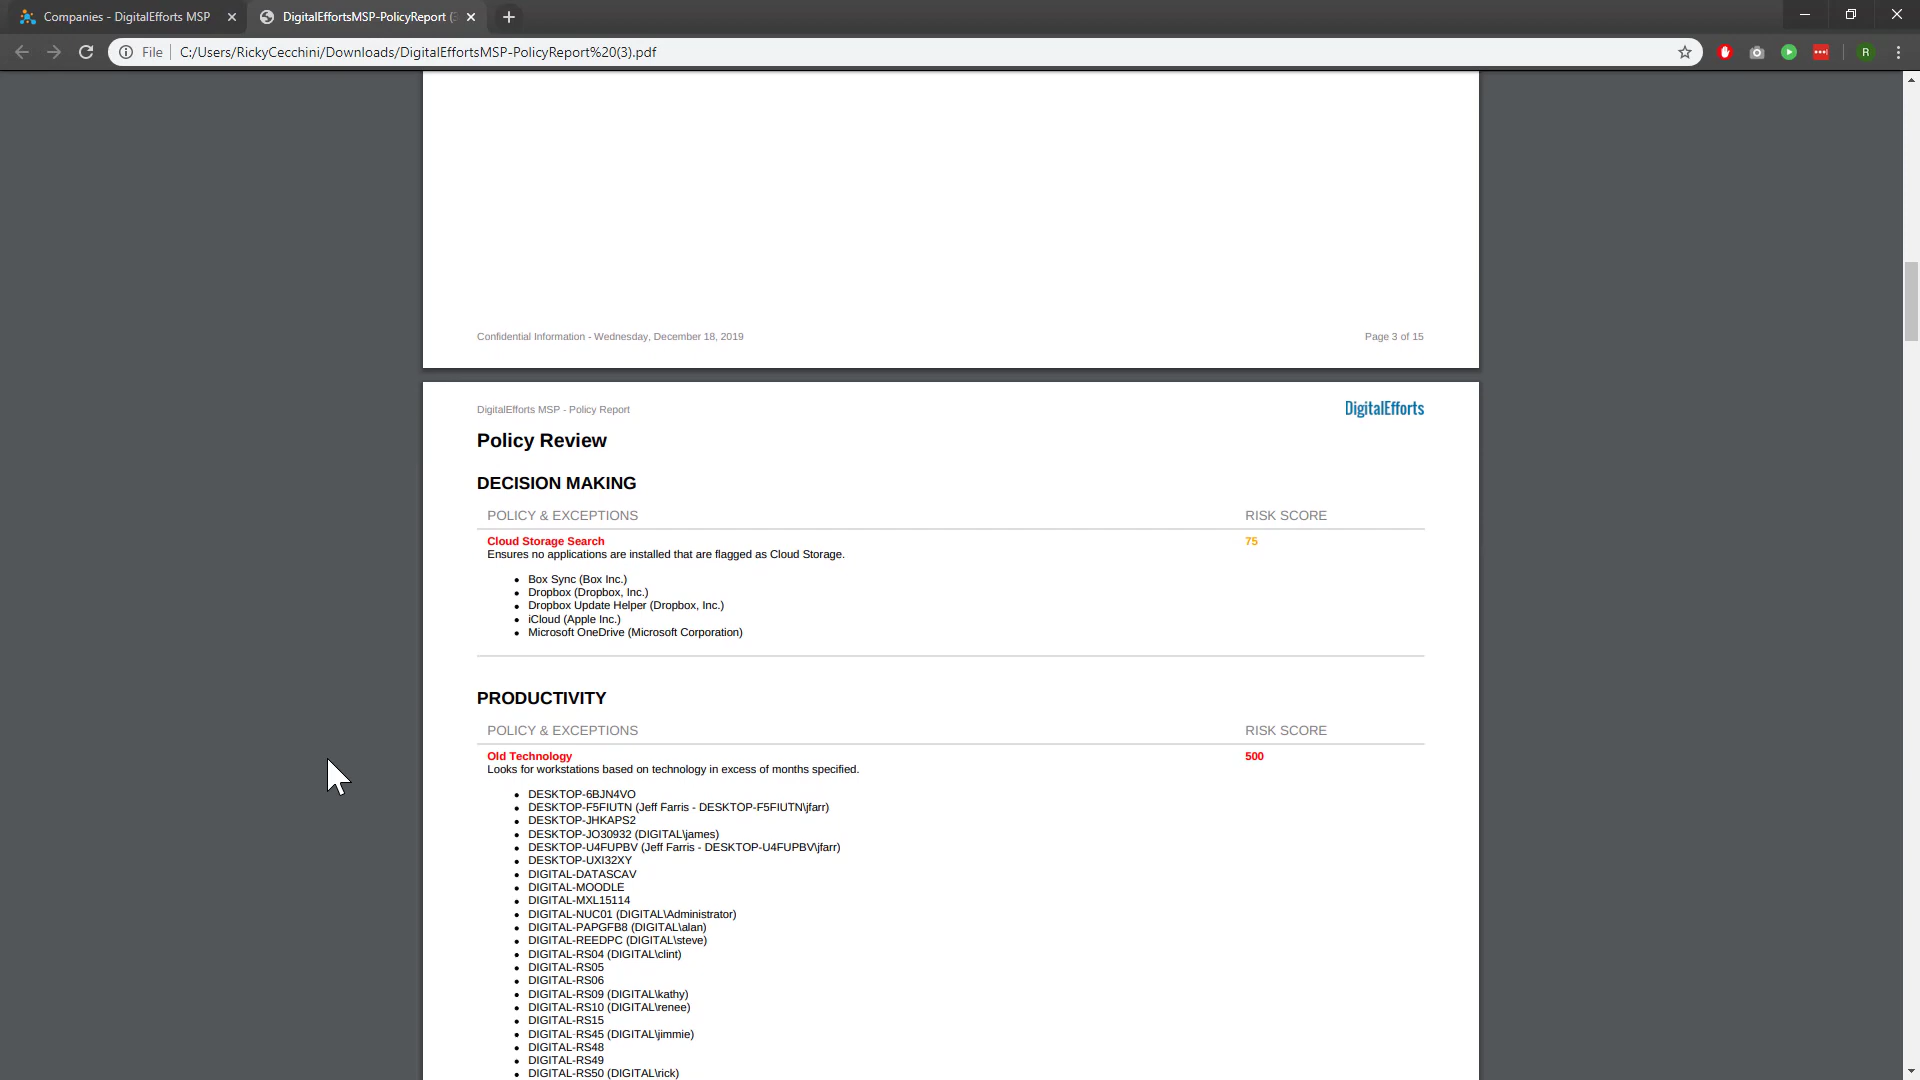 Companies - DigitalEfforts MSP
DigitalEffortsMSP-PolicyReport (
File
C:/Users/RickyCecchini/Downloads/DigitalEffortsMSP-PolicyReport%20(3).pdf
R
Confidential Information - Wednesday, December 18, 2019
Page 3 of 15
DigitalEfforts MSP - Policy Report
DigitalEfforts
Policy Review
DECISION MAKING
POLICY & EXCEPTIONS
RISK SCORE
Cloud Storage Search
75
Ensures no applications are installed that are flagged as Cloud Storage.
Box Sync (Box Inc.)
Dropbox (Dropbox, Inc.)
Dropbox Update Helper (Dropbox, Inc.)
iCloud (Apple Inc.)
Microsoft OneDrive (Microsoft Corporation)
PRODUCTIVITY
POLICY & EXCEPTIONS
RISK SCORE
Old Technology
500
Looks for workstations based on technology in excess of months specified.
DESKTOP-6BJN4VO
DESKTOP-F5FIUTN (Jeff Farris - DESKTOP-F5FIUTN\jfarr)
DESKTOP-JHKAPS2
DESKTOP-JO30932 (DIGITAL\james)
DESKTOP-U4FUPBV (Jeff Farris - DESKTOP-U4FUPBV\jfarr)
DESKTOP-UXI32XY
DIGITAL-DATASCAV
DIGITAL-MOODLE
DIGITAL-MXL15114
DIGITAL-NUC01 (DIGITAL\Administrator)
DIGITAL-PAPGFB8 (DIGITAL\alan)
DIGITAL-REEDPC (DIGITAL\steve)
DIGITAL-RS04 (DIGITAL\clint)
DIGITAL-RS05
DIGITAL-RS06
DIGITAL-RS09 (DIGITAL\kathy)
DIGITAL-RS10 (DIGITAL\renee)
DIGITAL-RS15
DIGITAL-RS45 (DIGITAL\jimmie)
DIGITAL-RS48
DIGITAL-RS49
DIGITAL-RS50 (DIGITAL\rick)